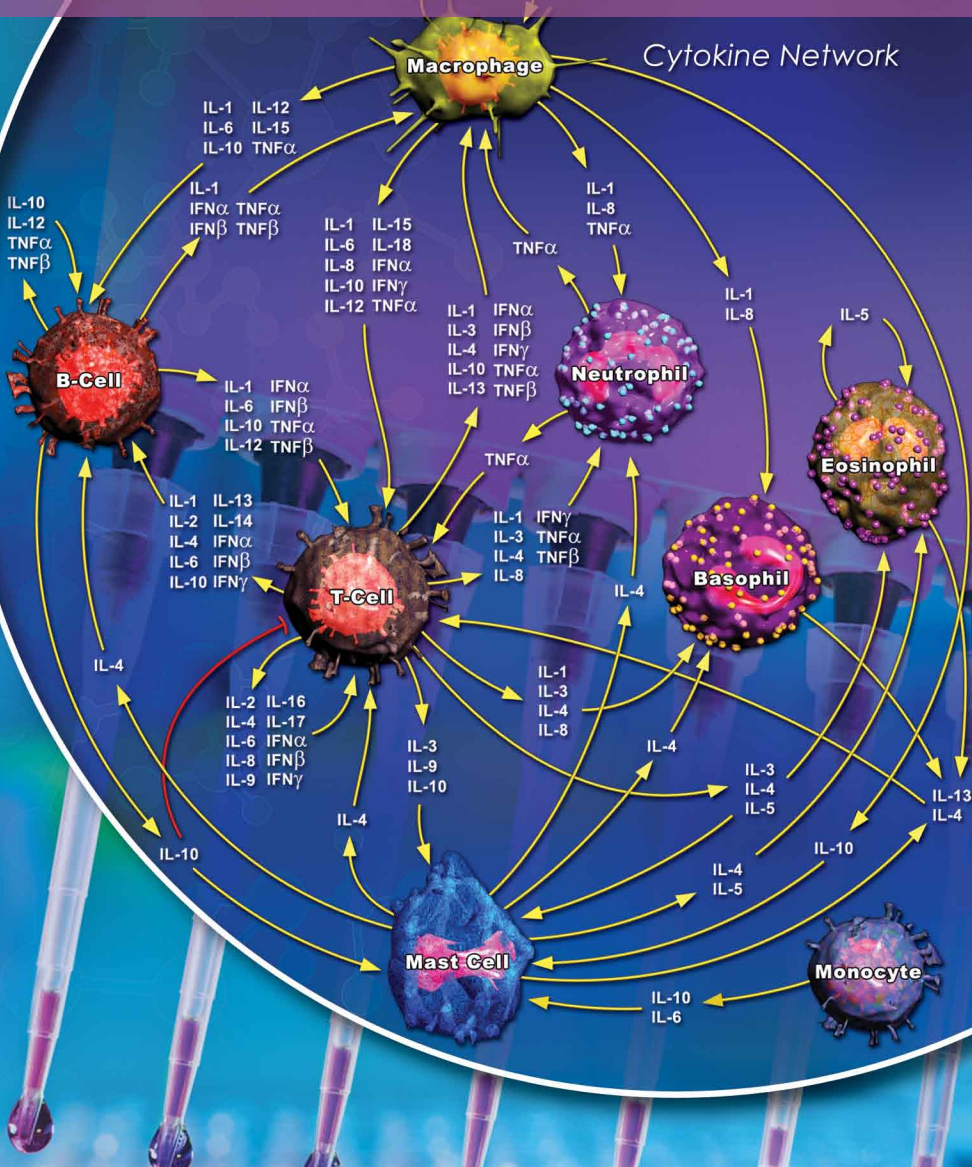 Cytokine Network
Macrophage
IL-1 IL-12
IL-6 IL-15
IL-10 TNFα
IL-1
IFNα TNFα
IFNβ TNFβ
IL-10
IL-12
TNFα
TNFβ
IL-1 IL-15
IL-6 IL-18
IL-8 IFNα
IL-10 IFNγ
IL-12 TNFα
IL-1 IFNα
IL-3 IFNβ
IL-4 IFNγ
IL-10 TNFα
IL-13 TNFβ
TNFα
IL-1
IL-8
TNFα
IL-1
IL-8
IL-5
B-Cell
Neutrophil
Eosinophil
IL-1 IFNα
IL-6 IFNβ
IL-10 TNFα
IL-12 TNFβ
TNFα
IL-1 IL-13
IL-2 IL-14
IL-4 IFNα
IL-6 IFNβ
IL-10 IFNγ
IL-1 IFNγ
IL-3 TNFα
IL-4 TNFβ
IL-8
T-Cell
IL-4
Basophil
IL-4
IL-2 IL-16
IL-4 IL-17
IL-6 IFNα
IL-8 IFNβ
IL-9 IFNγ
IL-3
IL-9
IL-10
IL-1
IL-3
IL-4
IL-8
IL-4
IL-3
IL-4
IL-5
IL-13
IL-4
IL-4
IL-10
IL-10
IL-4
IL-5
Mast Cell
Monocyte
IL-10
IL-6